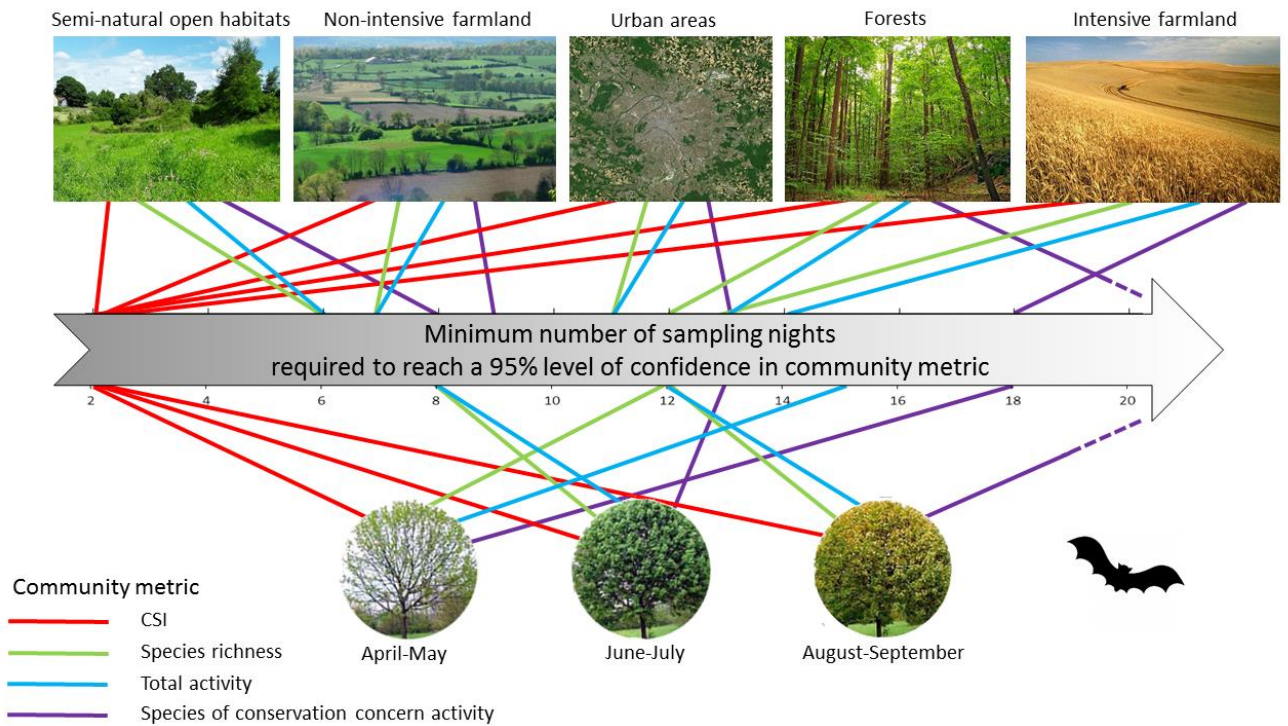 Semi-natural open habitats
Non-intensive farmland
Urban areas
Forests
Intensive farmland
Minimum number of sampling nights
required to reach a 95% level of confidence in community metric
2 4 6 8 10 12 14 16 18 20
April-May
June-July
August-September
Community metric
CSI
Species richness
Total activity
Species of conservation concern activity